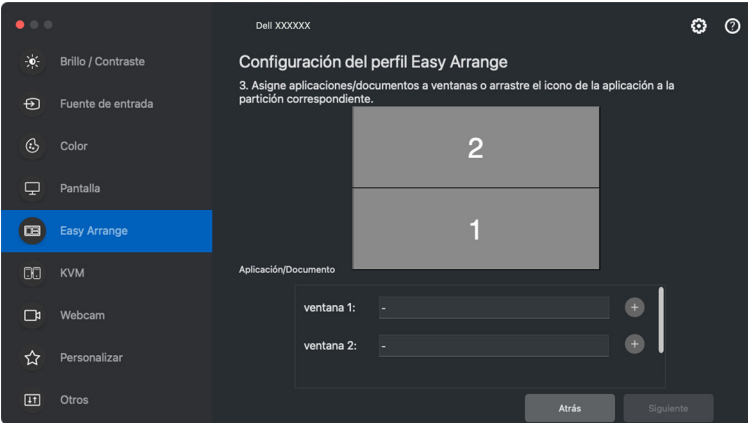 Dell XXXXXX
Brillo / Contraste
Fuente de entrada
Color
Pantalla
Easy Arrange
KVM
Webcam
Personalizar
Otros
Configuración del perfil Easy Arrange
3. Asigne aplicaciones/documentos a ventanas o arrastre el icono de la aplicación a la
partición correspondiente.
2
1
Aplicación/Documento
ventana 1:
-
ventana 2:
-
Atrás
Siguiente